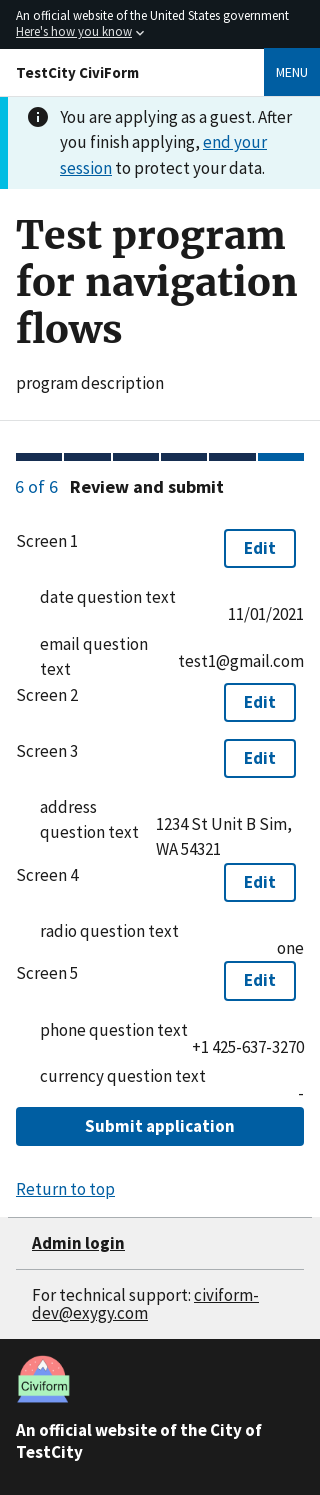 An official website of the United States government
Here's how you know
TestCity CiviForm
MENU
You are applying as a guest. After
you finish applying, end your
session to protect your data.
Test program
for navigation
flows
program description
6 of 6 Review and submit
Screen 1
Edit
date question text
11/01/2021
email question
text
test1@gmail.com
Screen 2
Edit
Screen 3
Edit
address
question text
1234 St Unit B Sim,
WA 54321
Screen 4
Edit
radio question text
one
Screen 5
Edit
phone question text
+1 425-637-3270
currency question text
-
Submit application
Return to top
Admin login
For technical support: civiform-
dev@exygy.com
Civiform
An official website of the City of
TestCity